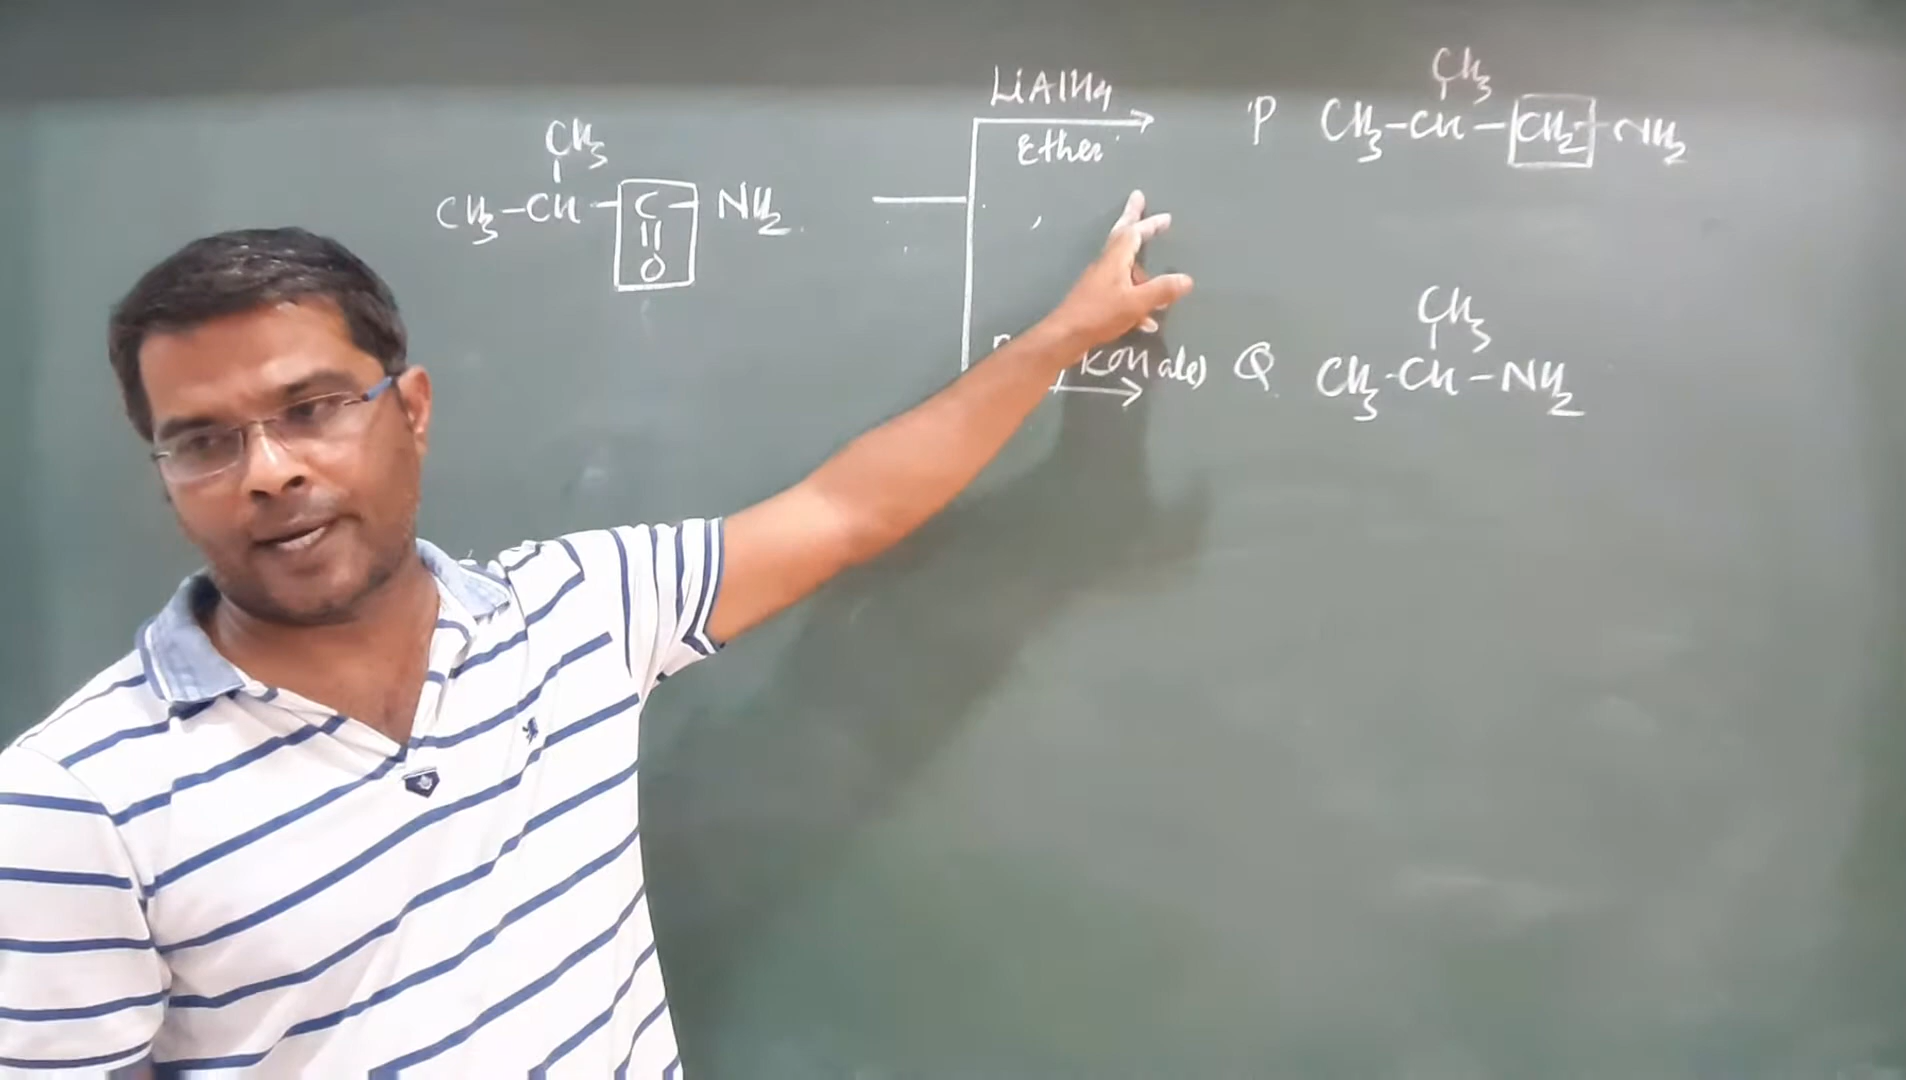 CH3
CH3-CH-C-NH2
||
O
LiAlH4
Ether
P CH3-CH-CH2-NH2
CH3
KOH alc)
Q CH3-CH-NH2
CH3